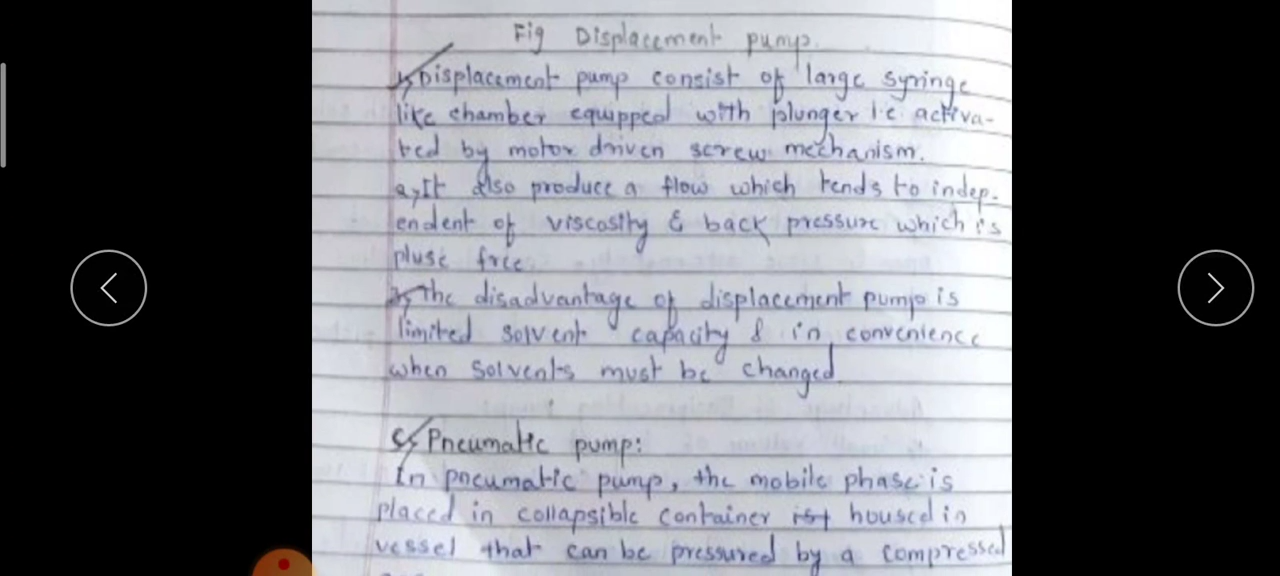 Fig Displacement pump.
1, Displacement pump consist of large syringe
like chamber equipped with plunger i.e activa-
ted by motor driven screw mechanism.
2, It also produce a flow which tends to indep-
endent of viscosity & back pressure which is
pluse free.
3, The disadvantage of displacement pump is
limited solvent capacity & in convenience
when solvents must be changed.
C, Pneumatic pump:
In pneumatic pump, the mobile phase is
placed in collapsible container housed in
vessel that can be pressured by a compressed